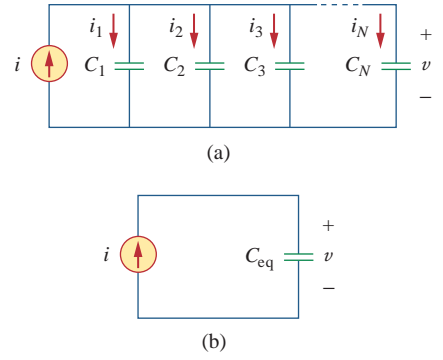 i₁ i₂ i₃ i_N
+
i C₁ C₂ C₃ C_N v
−
(a)
+
i C_eq v
−
(b)